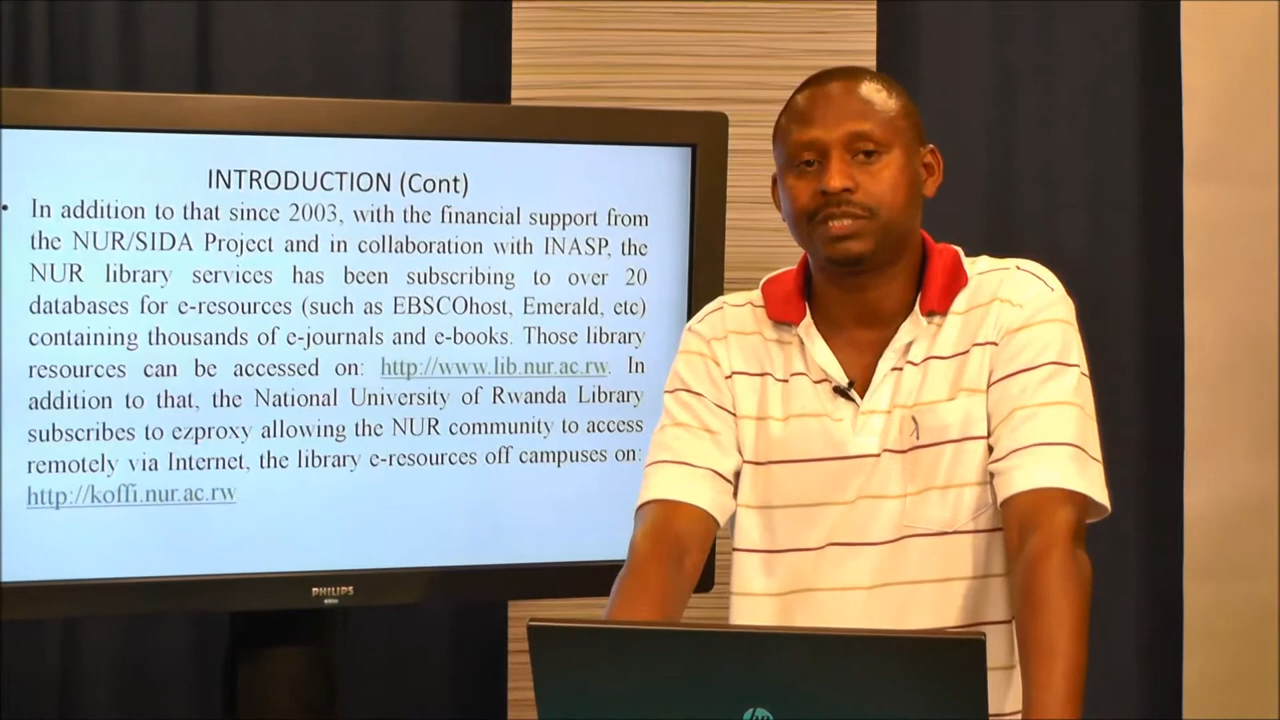 INTRODUCTION (Cont)
• In addition to that since 2003, with the financial support from
the NUR/SIDA Project and in collaboration with INASP, the
NUR library services has been subscribing to over 20
databases for e-resources (such as EBSCOhost, Emerald, etc)
containing thousands of e-journals and e-books. Those library
resources can be accessed on: http://www.lib.nur.ac.rw. In
addition to that, the National University of Rwanda Library
subscribes to ezproxy allowing the NUR community to access
remotely via Internet, the library e-resources off campuses on:
http://koffi.nur.ac.rw
PHILIPS
hp